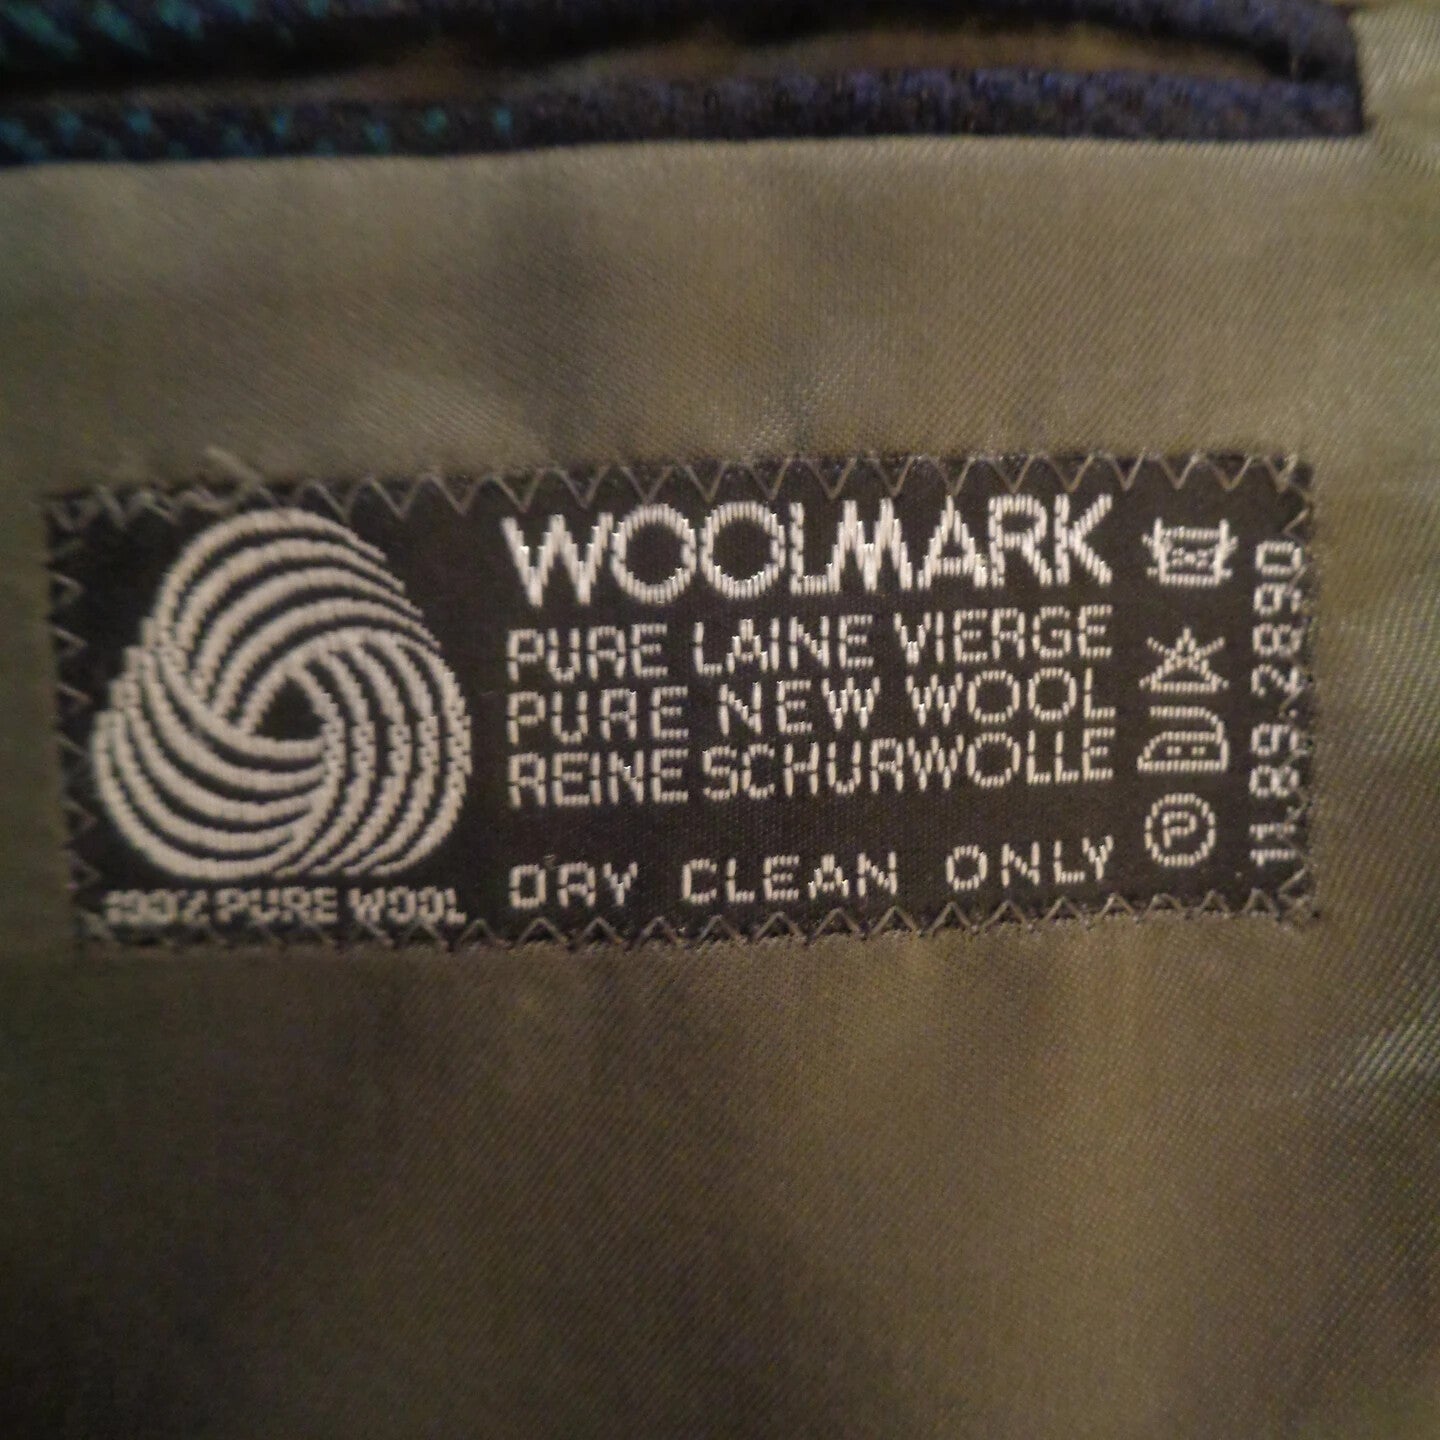 WOOLMARK
PURE LAINE VIERGE
PURE NEW WOOL
REINE SCHURWOLLE
DRY CLEAN ONLY
100% PURE WOOL
P
11.89.2890